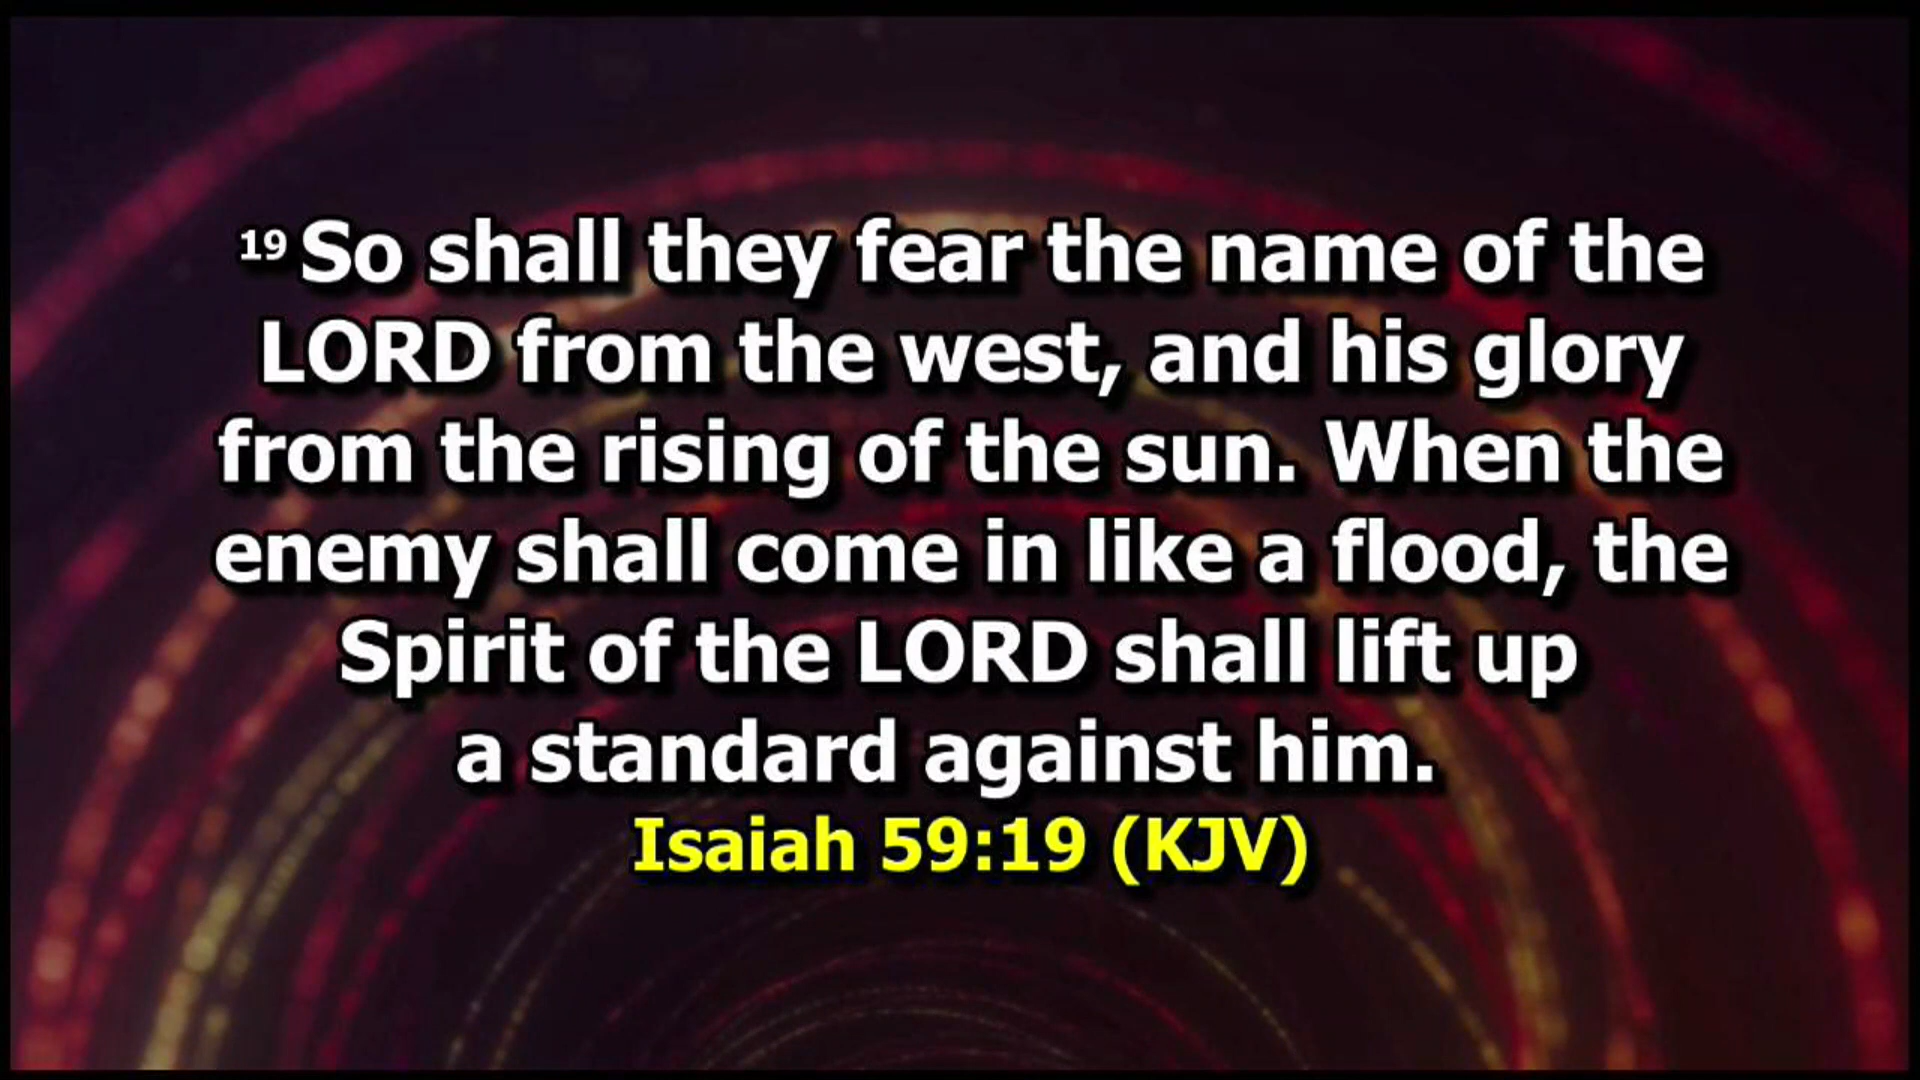 19 So shall they fear the name of the
LORD from the west, and his glory
from the rising of the sun. When the
enemy shall come in like a flood, the
Spirit of the LORD shall lift up
a standard against him.
Isaiah 59:19 (KJV)